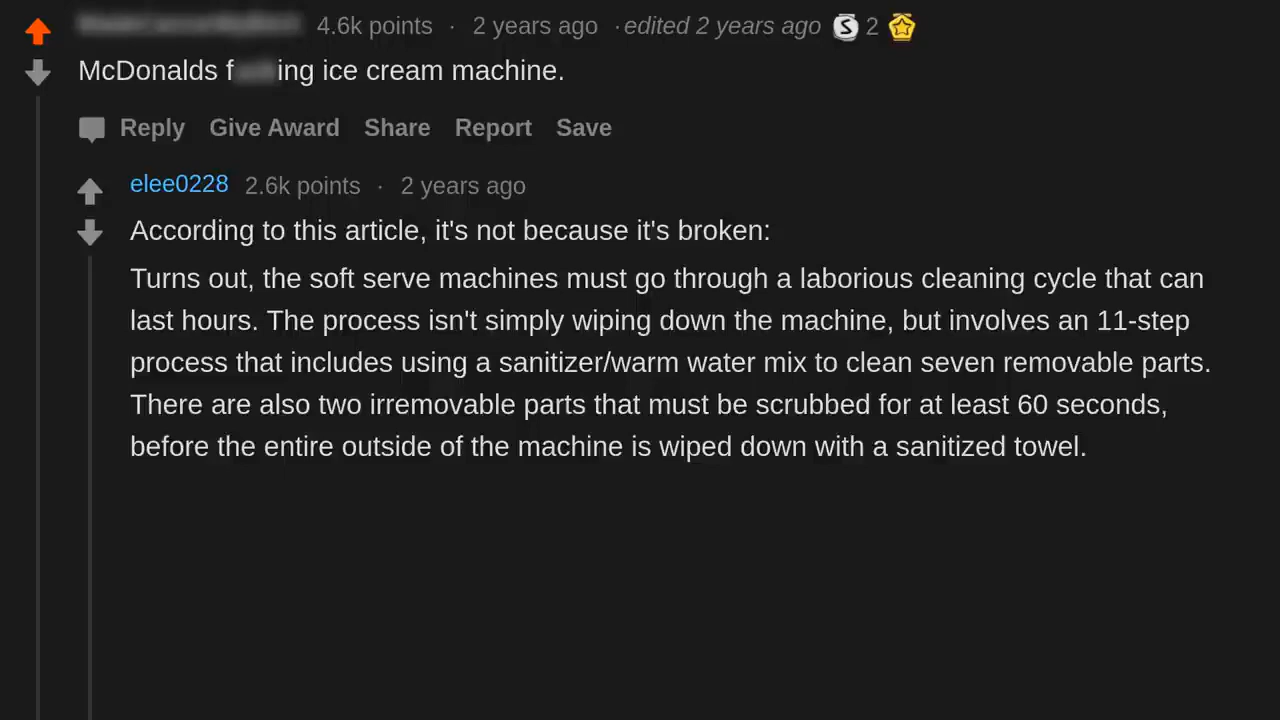 4.6k points · 2 years ago · edited 2 years ago S 2
McDonalds f ing ice cream machine.
Reply Give Award Share Report Save
elee0228 2.6k points · 2 years ago
According to this article, it's not because it's broken:
Turns out, the soft serve machines must go through a laborious cleaning cycle that can
last hours. The process isn't simply wiping down the machine, but involves an 11-step
process that includes using a sanitizer/warm water mix to clean seven removable parts.
There are also two irremovable parts that must be scrubbed for at least 60 seconds,
before the entire outside of the machine is wiped down with a sanitized towel.